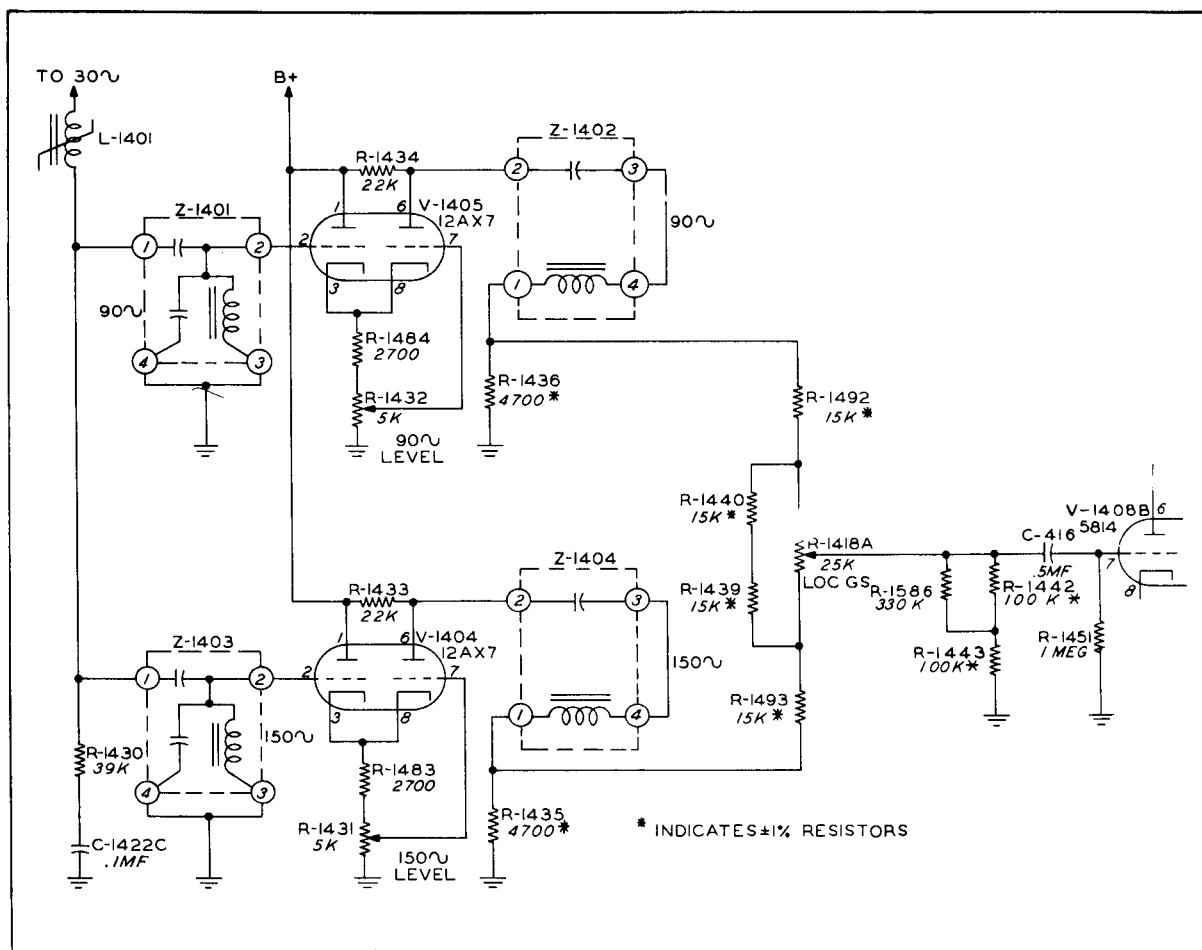 TO 30∿
B+
L-1401
R-1434
22K
Z-1402
2
3
90∿
1
4
Z-1401
1
2
90∿
4
3
1
6
V-1405
12AX7
2
7
3
8
R-1484
2700
R-1432
5K
90∿
LEVEL
R-1436
4700*
R-1492
15K*
R-1440
15K*
R-1439
15K*
R-1418A
25K
LOC GS
R-1586
330K
R-1442
100K*
R-1443
100K*
C-416
.5MF
V-1408B
5814
6
7
8
R-1451
1 MEG
R-1493
15K*
R-1433
22K
Z-1404
2
3
150∿
1
4
Z-1403
1
2
150∿
4
3
1
6
V-1404
12AX7
2
7
3
8
R-1483
2700
R-1431
5K
150∿
LEVEL
R-1435
4700*
R-1430
39K
C-1422C
.1MF
* INDICATES ±1% RESISTORS